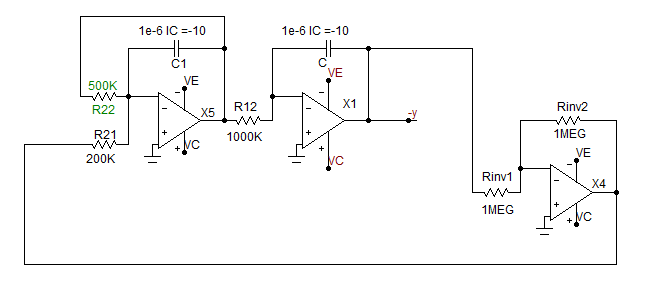 1e-6 IC =-10
C1
500K
R22
VE
X5
R21
200K
VC
1e-6 IC =-10
C
VE
X1
R12
1000K
VC
-y
Rinv2
1MEG
VE
Rinv1
1MEG
X4
VC